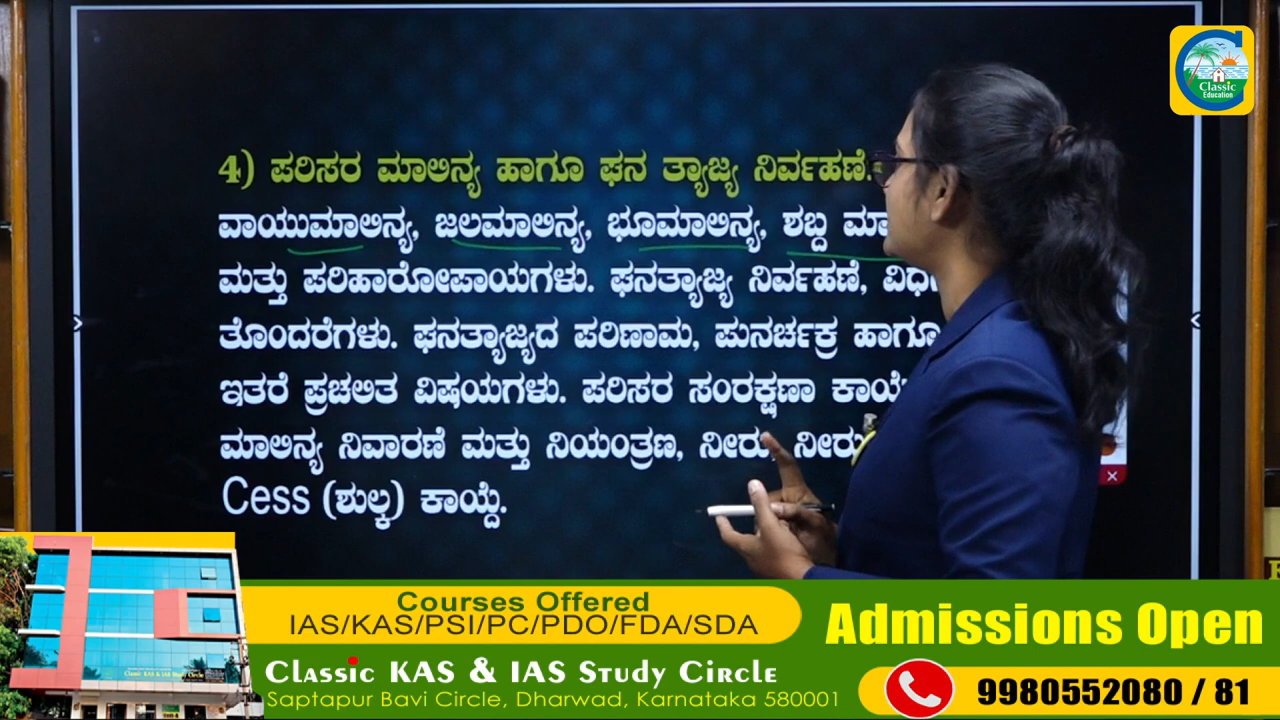 4) ಪರಿಸರ ಮಾಲಿನ್ಯ ಹಾಗೂ ಘನ ತ್ಯಾಜ್ಯ ನಿರ್ವಹಣೆ.
ವಾಯುಮಾಲಿನ್ಯ, ಜಲಮಾಲಿನ್ಯ, ಭೂಮಾಲಿನ್ಯ, ಶಬ್ದ
ಮತ್ತು ಪರಿಹಾರೋಪಾಯಗಳು. ಘನತ್ಯಾಜ್ಯ ನಿರ್ವಹಣೆ,
ತೊಂದರೆಗಳು. ಘನತ್ಯಾಜ್ಯದ ಪರಿಣಾಮ, ಪುನರ್ಚಕ್ರ ಹಾಗೂ
ಇತರೆ ಪ್ರಚಲಿತ ವಿಷಯಗಳು. ಪರಿಸರ ಸಂರಕ್ಷಣಾ
ಮಾಲಿನ್ಯ ನಿವಾರಣೆ ಮತ್ತು ನಿಯಂತ್ರಣ, ನೀರು, ನೀರು
Cess (ಶುಲ್ಕ) ಕಾಯ್ದೆ.
Classic
Education
Courses Offered
IAS/KAS/PSI/PC/PDO/FDA/SDA
Classic KAS & IAS Study Circle
Saptapur Bavi Circle, Dharwad, Karnataka 580001
Admissions Open
9980552080 / 81